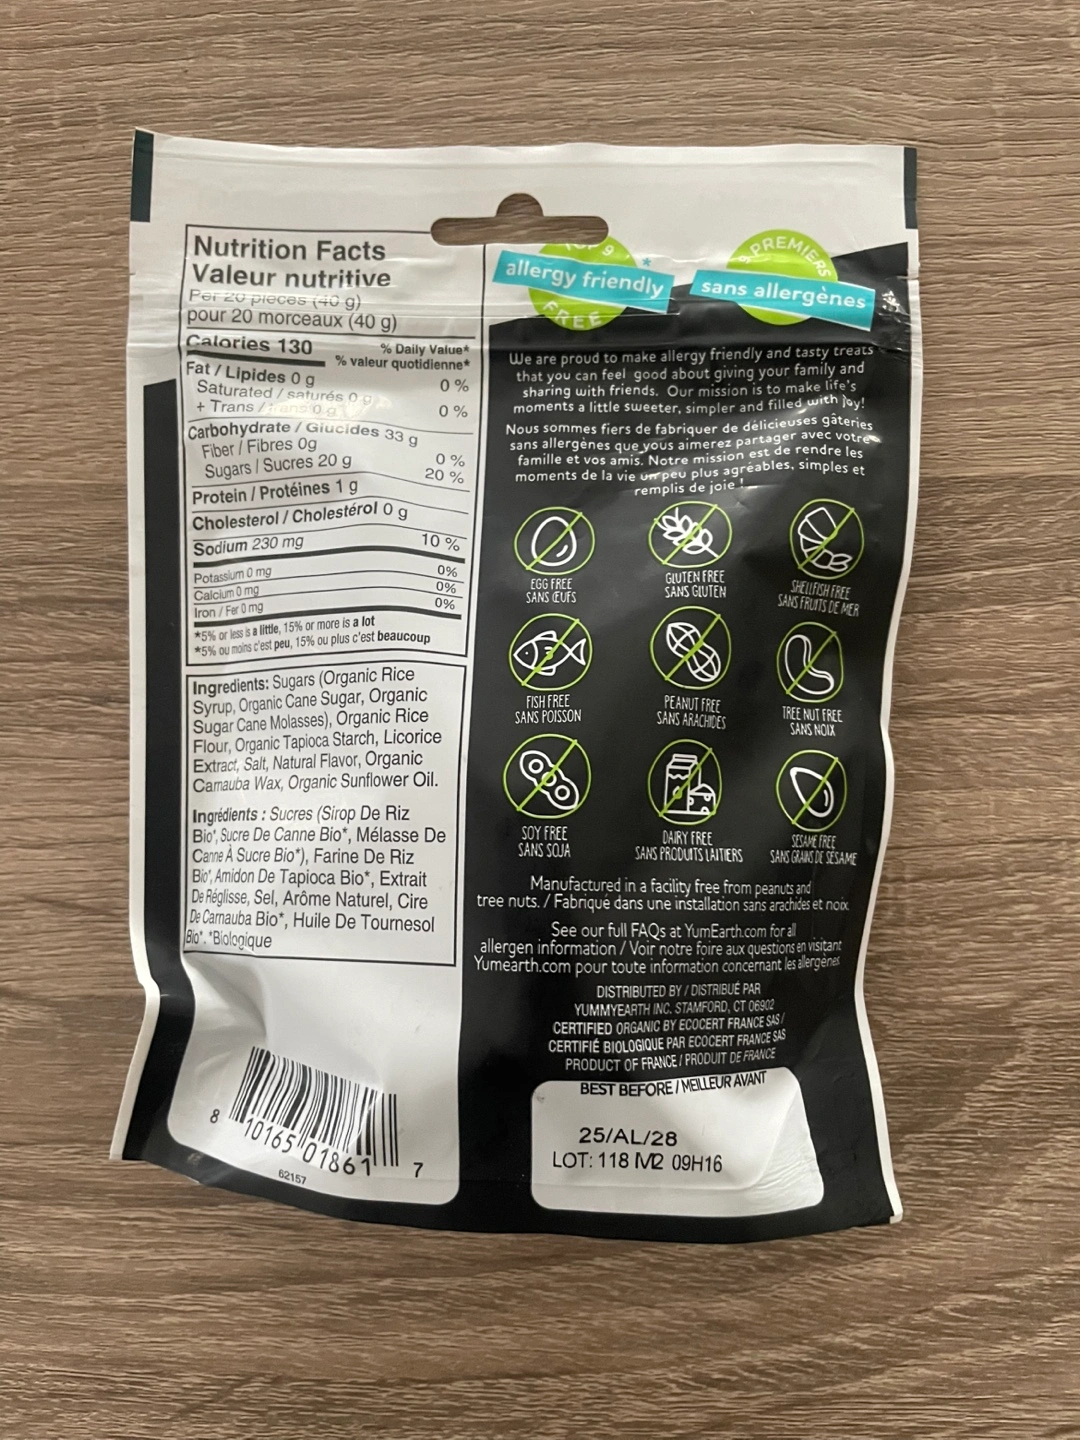 Nutrition Facts
Valeur nutritive
Per 20 pieces (40 g)
pour 20 morceaux (40 g)
Calories 130
% Daily Value*
% valeur quotidienne*
Fat / Lipides 0 g 0 %
Saturated / saturés 0 g
+ Trans / trans 0 g 0 %
Carbohydrate / Glucides 33 g
Fiber / Fibres 0g 0 %
Sugars / Sucres 20 g 20 %
Protein / Protéines 1 g
Cholesterol / Cholestérol 0 g
Sodium 230 mg 10 %
Potassium 0 mg 0%
Calcium 0 mg 0%
Iron / Fer 0 mg 0%
*5% or less is a little, 15% or more is a lot
*5% ou moins c'est peu, 15% ou plus c'est beaucoup
Ingredients: Sugars (Organic Rice
Syrup, Organic Cane Sugar, Organic
Sugar Cane Molasses), Organic Rice
Flour, Organic Tapioca Starch, Licorice
Extract, Salt, Natural Flavor, Organic
Carnauba Wax, Organic Sunflower Oil.
Ingrédients : Sucres (Sirop De Riz
Bio*, Sucre De Canne Bio*, Mélasse De
Canne À Sucre Bio*), Farine De Riz
Bio*, Amidon De Tapioca Bio*, Extrait
De Réglisse, Sel, Arôme Naturel, Cire
De Carnauba Bio*, Huile De Tournesol
Bio*. *Biologique
8 10165 01861 7
62157
TOP 9
allergy friendly*
FREE
9 PREMIERS
sans allergènes
We are proud to make allergy friendly and tasty treats
that you can feel good about giving your family and
sharing with friends. Our mission is to make life's
moments a little sweeter, simpler and filled with joy!
Nous sommes fiers de fabriquer de délicieuses gâteries
sans allergènes que vous aimerez partager avec votre
famille et vos amis. Notre mission est de rendre les
moments de la vie un peu plus agréables, simples et
remplis de joie !
EGG FREE
SANS ŒUFS
GLUTEN FREE
SANS GLUTEN
SHELLFISH FREE
SANS FRUITS DE MER
FISH FREE
SANS POISSON
PEANUT FREE
SANS ARACHIDES
TREE NUT FREE
SANS NOIX
SOY FREE
SANS SOJA
DAIRY FREE
SANS PRODUITS LAITIERS
SESAME FREE
SANS GRAINS DE SÉSAME
Manufactured in a facility free from peanuts and
tree nuts. / Fabriqué dans une installation sans arachides et noix.
See our full FAQs at YumEarth.com for all
allergen information / Voir notre foire aux questions en visitant
Yumearth.com pour toute information concernant les allergènes
DISTRIBUTED BY / DISTRIBUÉ PAR
YUMMYEARTH INC. STAMFORD, CT 06902
CERTIFIED ORGANIC BY ECOCERT FRANCE SAS /
CERTIFIÉ BIOLOGIQUE PAR ECOCERT FRANCE SAS
PRODUCT OF FRANCE / PRODUIT DE FRANCE
BEST BEFORE / MEILLEUR AVANT
25/AL/28
LOT: 118 M2 09H16